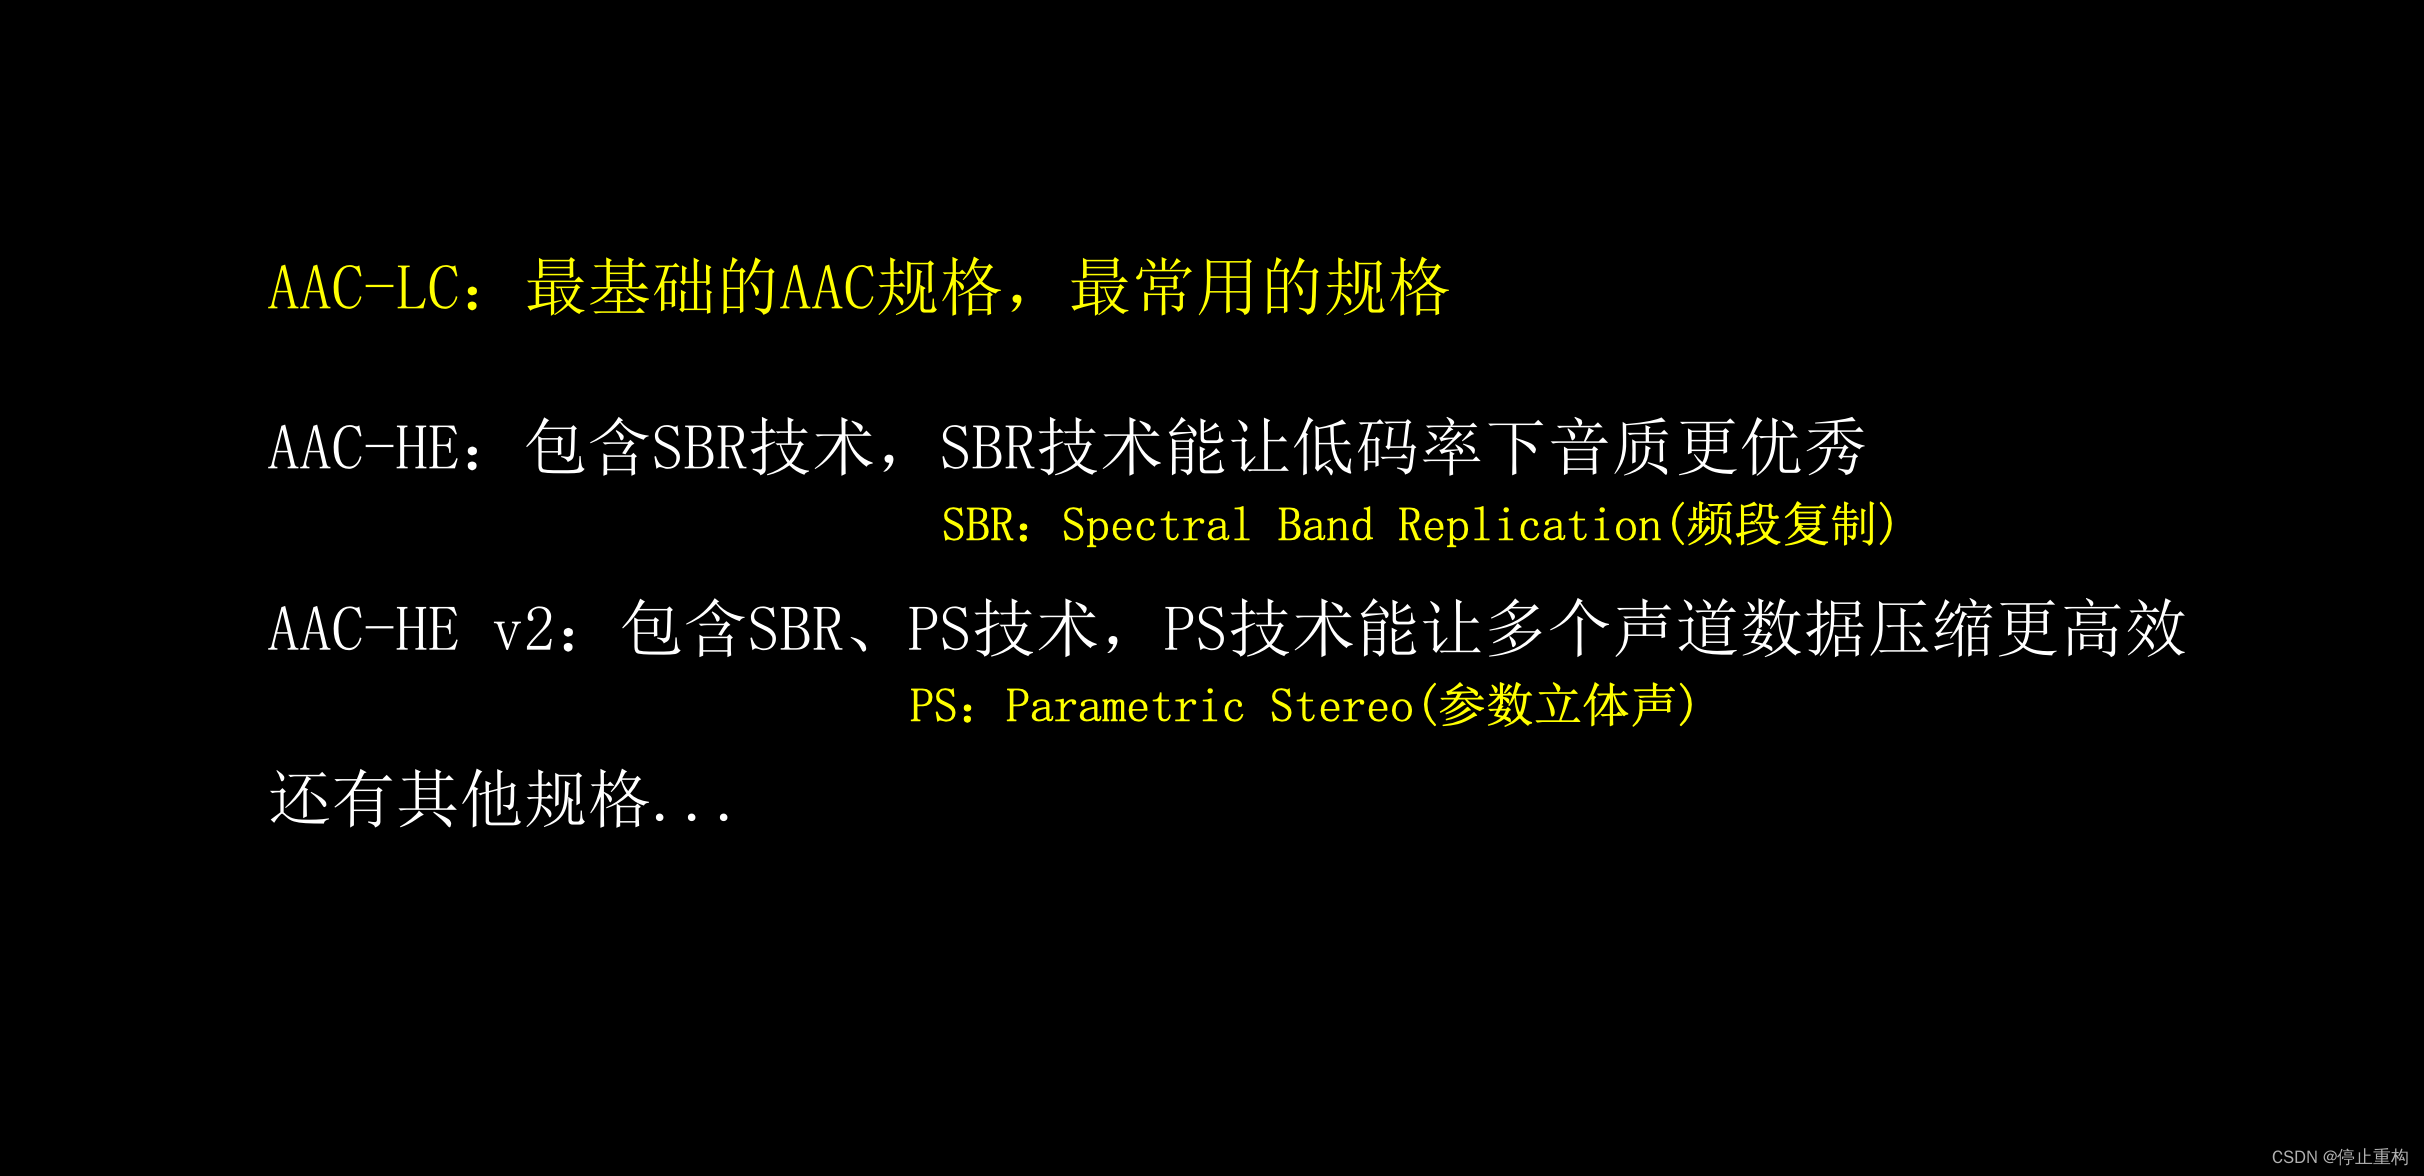 AAC-LC：最基础的AAC规格，最常用的规格
AAC-HE：包含SBR技术，SBR技术能让低码率下音质更优秀
SBR：Spectral Band Replication(频段复制)
AAC-HE v2：包含SBR、PS技术，PS技术能让多个声道数据压缩更高效
PS：Parametric Stereo(参数立体声)
还有其他规格...
CSDN @停止重构